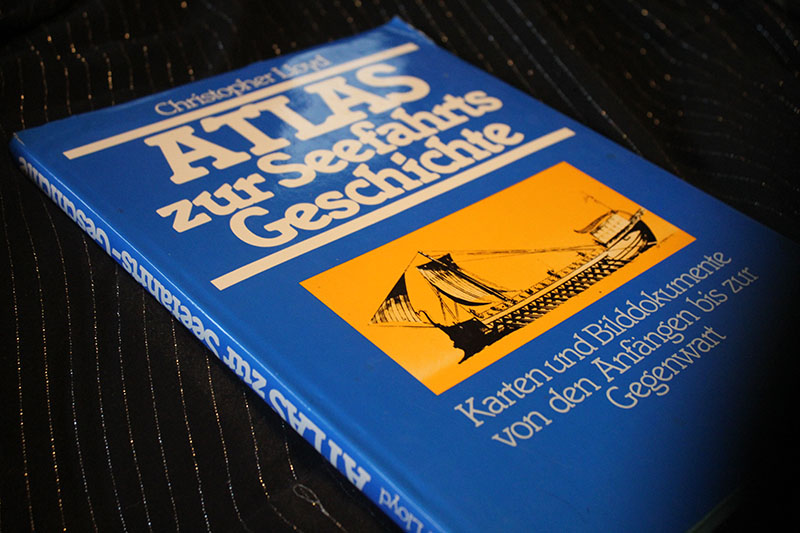 Christopher Lloyd
ATLAS
zur Seefahrts
Geschichte
Karten und Bilddokumente
von den Anfängen bis zur
Gegenwart
Lloyd ATLAS zur Seefahrts-Geschichte